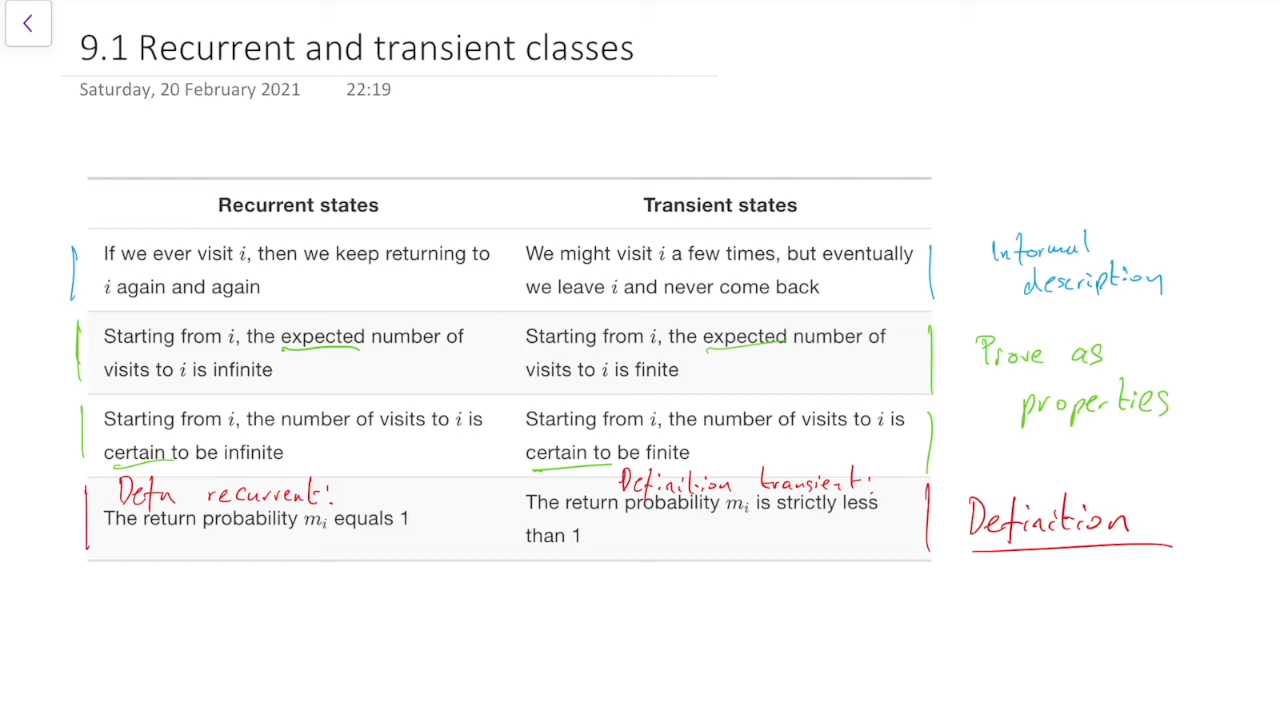 9.1 Recurrent and transient classes
Saturday, 20 February 2021 22:19
Recurrent states Transient states
If we ever visit i, then we keep returning to
i again and again
We might visit i a few times, but eventually
we leave i and never come back
Informal
description
Starting from i, the expected number of
visits to i is infinite
Starting from i, the expected number of
visits to i is finite
Prove as
properties
Starting from i, the number of visits to i is
certain to be infinite
Starting from i, the number of visits to i is
certain to be finite
Defn recurrent:
The return probability mᵢ equals 1
Definition transient:
The return probability mᵢ is strictly less
than 1
Definition